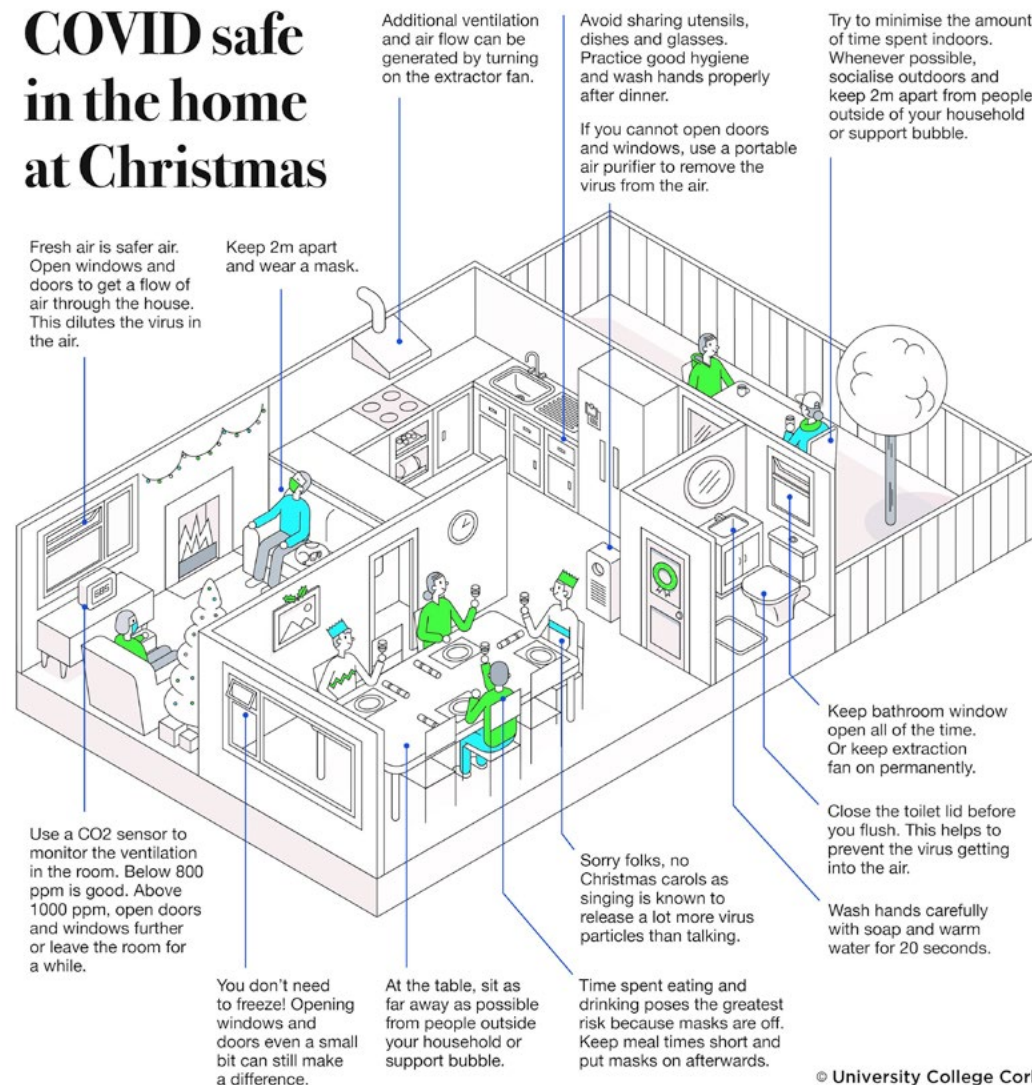 COVID safe
in the home
at Christmas
Additional ventilation
and air flow can be
generated by turning
on the extractor fan.
Avoid sharing utensils,
dishes and glasses.
Practice good hygiene
and wash hands properly
after dinner.
If you cannot open doors
and windows, use a portable
air purifier to remove the
virus from the air.
Try to minimise the amount
of time spent indoors.
Whenever possible,
socialise outdoors and
keep 2m apart from people
outside of your household
or support bubble.
Fresh air is safer air.
Open windows and
doors to get a flow of
air through the house.
This dilutes the virus in
the air.
Keep 2m apart
and wear a mask.
Keep bathroom window
open all of the time.
Or keep extraction
fan on permanently.
Close the toilet lid before
you flush. This helps to
prevent the virus getting
into the air.
Wash hands carefully
with soap and warm
water for 20 seconds.
Use a CO2 sensor to
monitor the ventilation
in the room. Below 800
ppm is good. Above
1000 ppm, open doors
and windows further
or leave the room for
a while.
You don't need
to freeze! Opening
windows and
doors even a small
bit can still make
a difference.
At the table, sit as
far away as possible
from people outside
your household or
support bubble.
Sorry folks, no
Christmas carols as
singing is known to
release a lot more virus
particles than talking.
Time spent eating and
drinking poses the greatest
risk because masks are off.
Keep meal times short and
put masks on afterwards.
© University College Cor